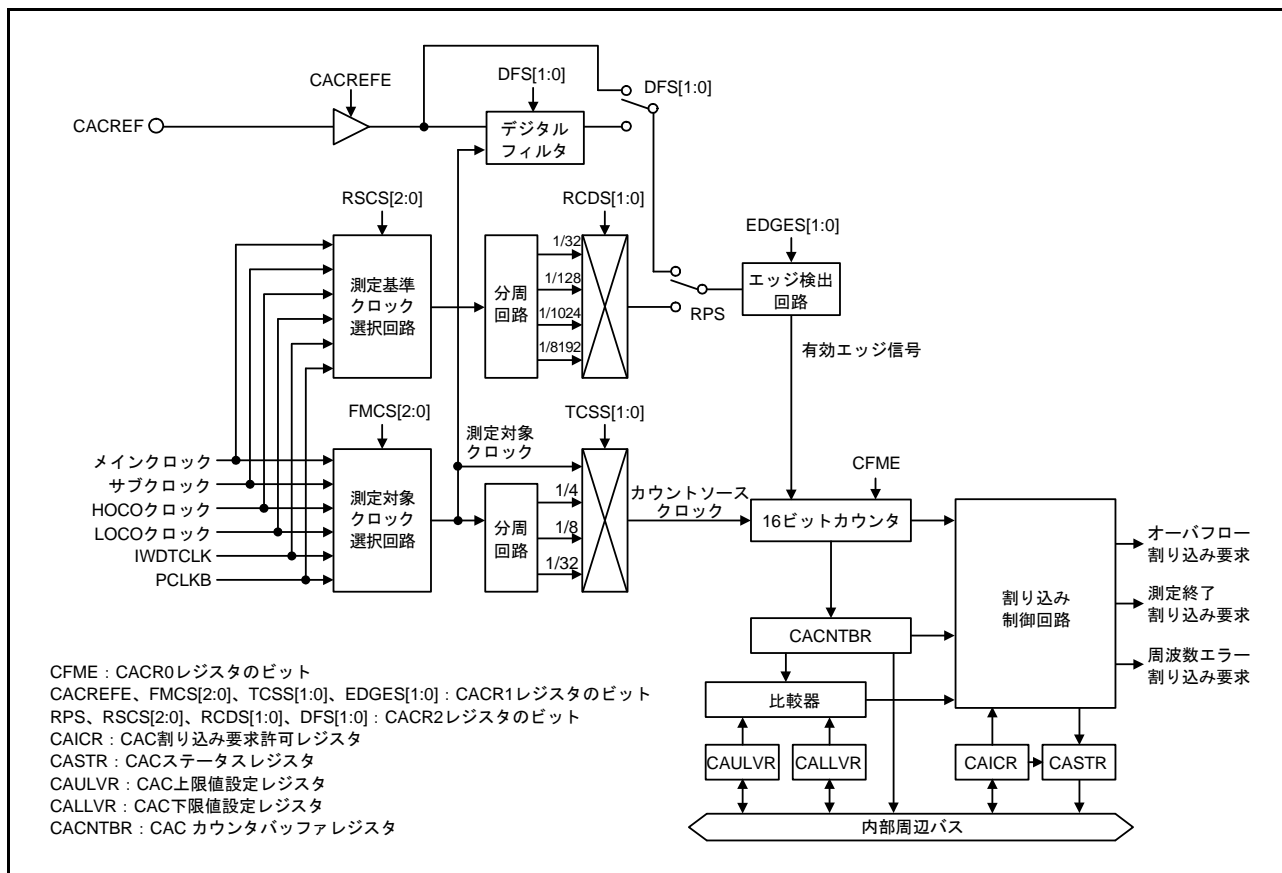 CACREFE
DFS[1:0]
DFS[1:0]
CACREF
デジタル
フィルタ
RSCS[2:0]
RCDS[1:0]
EDGES[1:0]
測定基準
クロック
選択回路
分周
回路
1/32
1/128
1/1024
1/8192
RPS
エッジ検出
回路
有効エッジ信号
FMCS[2:0]
測定対象
クロック
TCSS[1:0]
CFME
メインクロック
サブクロック
HOCOクロック
LOCOクロック
IWDTCLK
PCLKB
測定対象
クロック
選択回路
分周
回路
1/4
1/8
1/32
カウントソース
クロック
16ビットカウンタ
割り込み
制御回路
オーバフロー
割り込み要求
測定終了
割り込み要求
周波数エラー
割り込み要求
CACNTBR
比較器
CAULVR
CALLVR
CAICR
CASTR
内部周辺バス
CFME：CACR0レジスタのビット
CACREFE、FMCS[2:0]、TCSS[1:0]、EDGES[1:0]：CACR1レジスタのビット
RPS、RSCS[2:0]、RCDS[1:0]、DFS[1:0]：CACR2レジスタのビット
CAICR：CAC割り込み要求許可レジスタ
CASTR：CACステータスレジスタ
CAULVR：CAC上限値設定レジスタ
CALLVR：CAC下限値設定レジスタ
CACNTBR：CAC カウンタバッファレジスタ